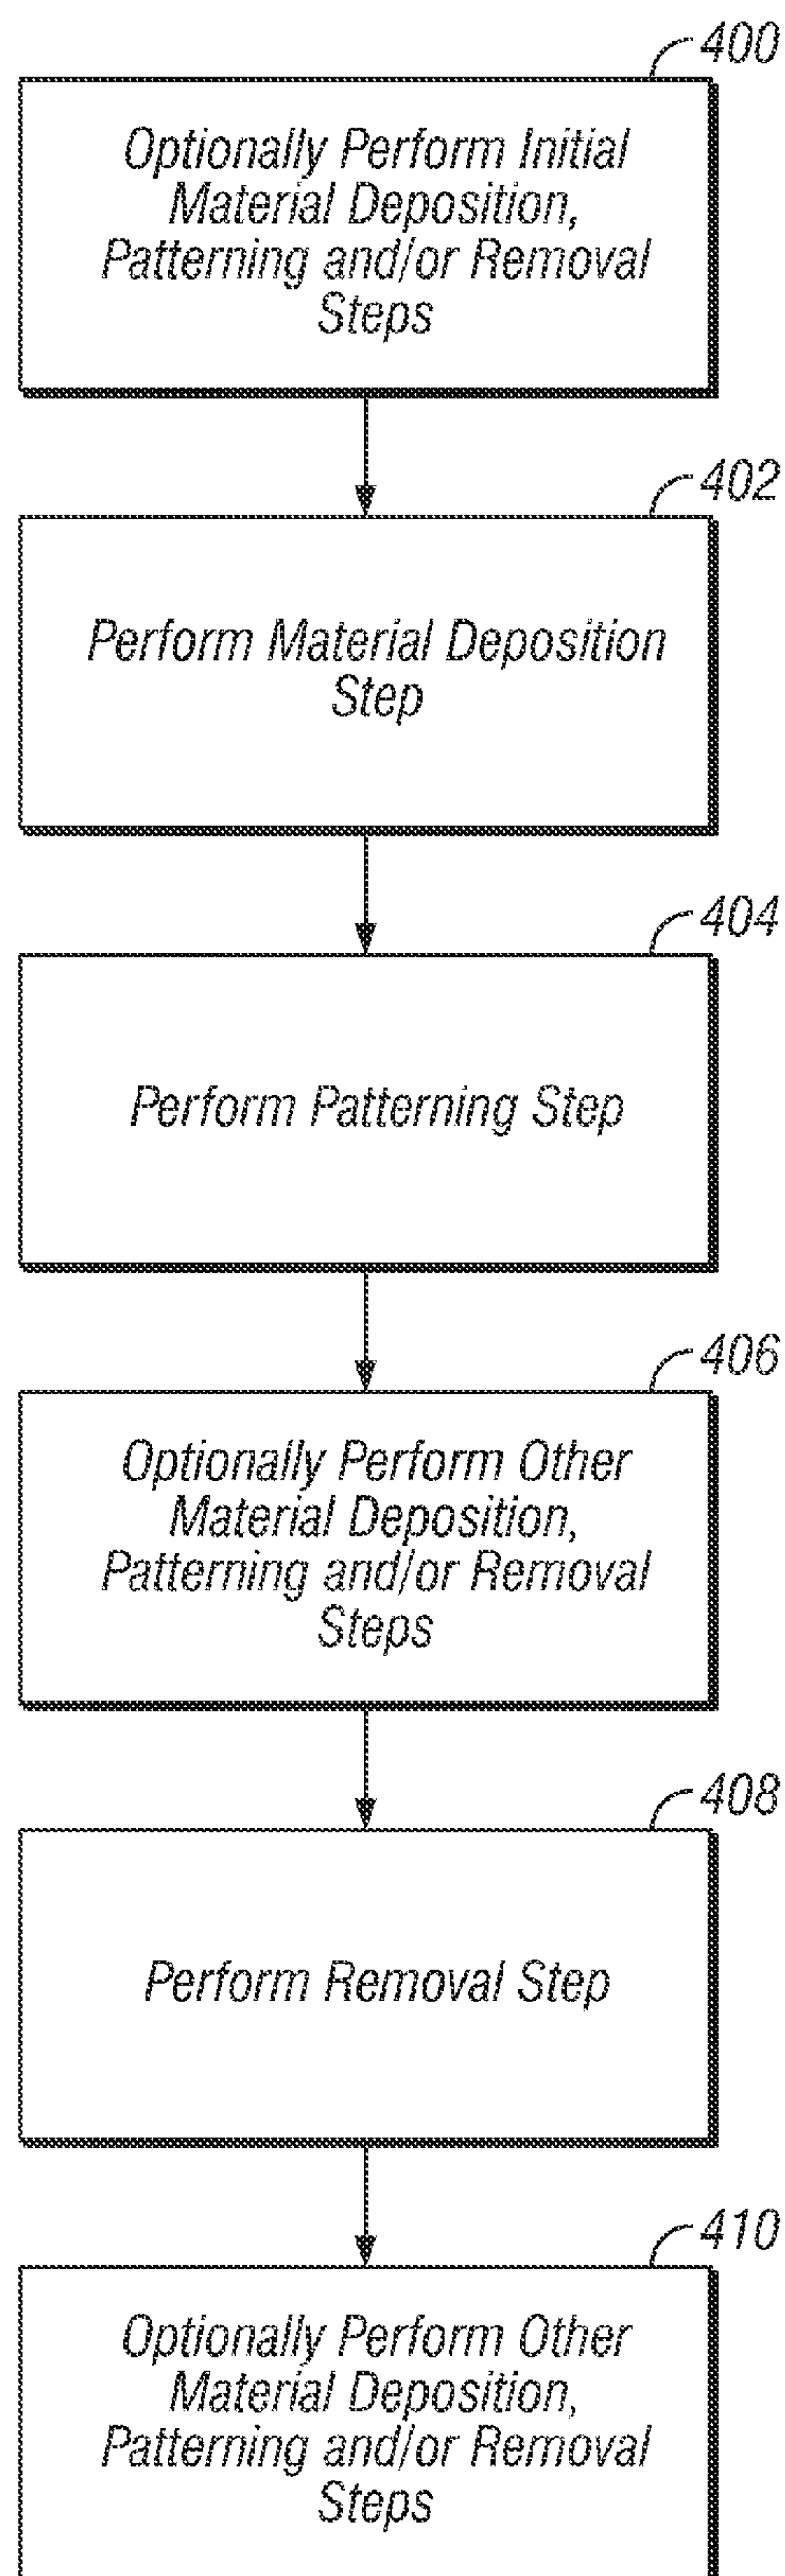 400
Optionally Perform Initial
Material Deposition,
Patterning and/or Removal
Steps
402
Perform Material Deposition
Step
404
Perform Patterning Step
406
Optionally Perform Other
Material Deposition,
Patterning and/or Removal
Steps
408
Perform Removal Step
410
Optionally Perform Other
Material Deposition,
Patterning and/or Removal
Steps